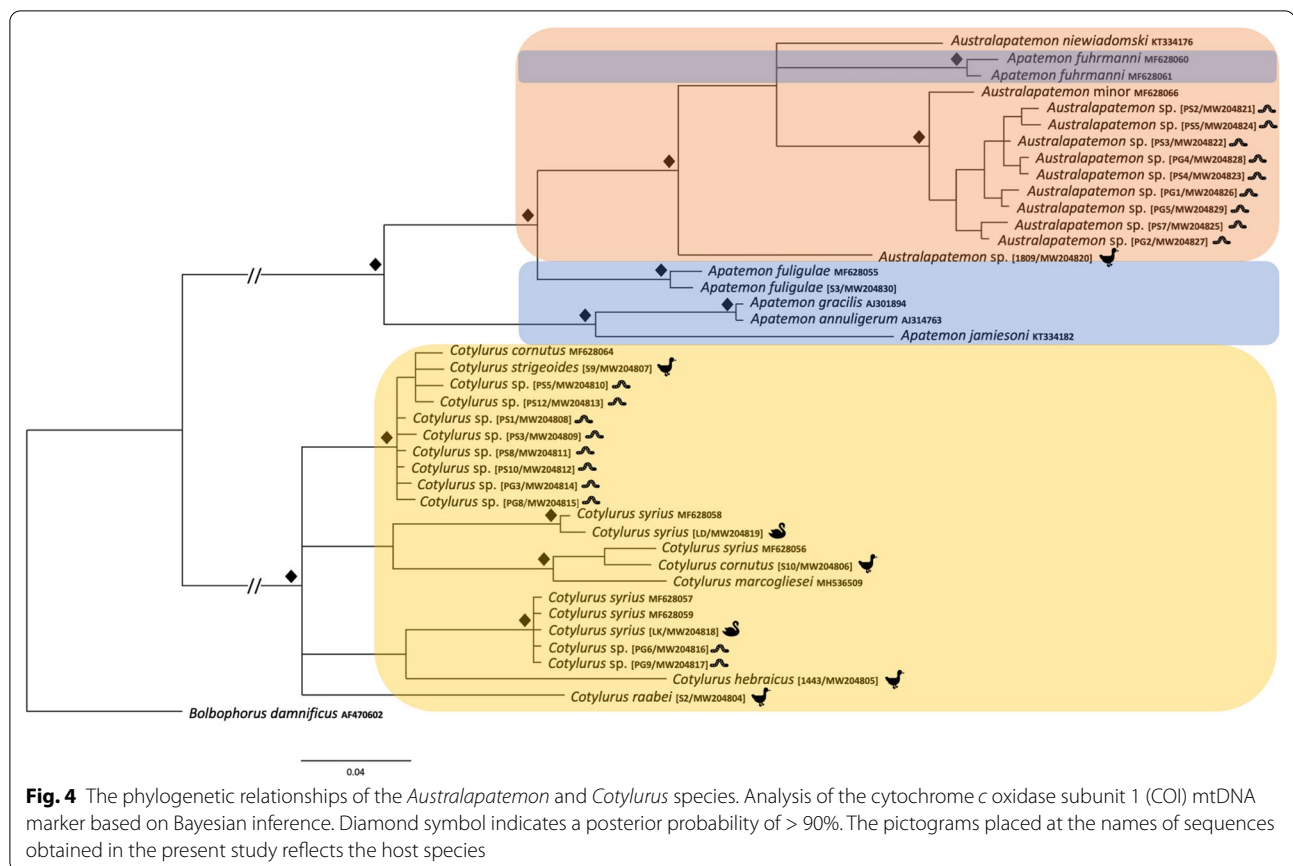 Australapatemon niewiadomski KT334176
Apatemon fuhrmanni MF628060
Apatemon fuhrmanni MF628061
Australapatemon minor MF628066
Australapatemon sp. [PS2/MW204821]
Australapatemon sp. [PS5/MW204824]
Australapatemon sp. [PS3/MW204822]
Australapatemon sp. [PG4/MW204828]
Australapatemon sp. [PS4/MW204823]
Australapatemon sp. [PG1/MW204826]
Australapatemon sp. [PG5/MW204829]
Australapatemon sp. [PS7/MW204825]
Australapatemon sp. [PG2/MW204827]
Australapatemon sp. [1809/MW204820]
Apatemon fuligulae MF628055
Apatemon fuligulae [S3/MW204830]
Apatemon gracilis AJ301894
Apatemon annuligerum AJ314763
Apatemon jamiesoni KT334182
Cotylurus cornutus MF628064
Cotylurus strigeoides [S9/MW204807]
Cotylurus sp. [PS5/MW204810]
Cotylurus sp. [PS12/MW204813]
Cotylurus sp. [PS1/MW204808]
Cotylurus sp. [PS3/MW204809]
Cotylurus sp. [PS8/MW204811]
Cotylurus sp. [PS10/MW204812]
Cotylurus sp. [PG3/MW204814]
Cotylurus sp. [PG8/MW204815]
Cotylurus syrius MF628058
Cotylurus syrius [LD/MW204819]
Cotylurus syrius MF628056
Cotylurus cornutus [S10/MW204806]
Cotylurus marcogliesei MH536509
Cotylurus syrius MF628057
Cotylurus syrius MF628059
Cotylurus syrius [LK/MW204818]
Cotylurus sp. [PG6/MW204816]
Cotylurus sp. [PG9/MW204817]
Cotylurus hebraicus [1443/MW204805]
Cotylurus raabei [S2/MW204804]
Bolbophorus damnificus AF470602
0.04
Fig. 4 The phylogenetic relationships of the Australapatemon and Cotylurus species. Analysis of the cytochrome c oxidase subunit 1 (COI) mtDNA
marker based on Bayesian inference. Diamond symbol indicates a posterior probability of > 90%. The pictograms placed at the names of sequences
obtained in the present study reflects the host species